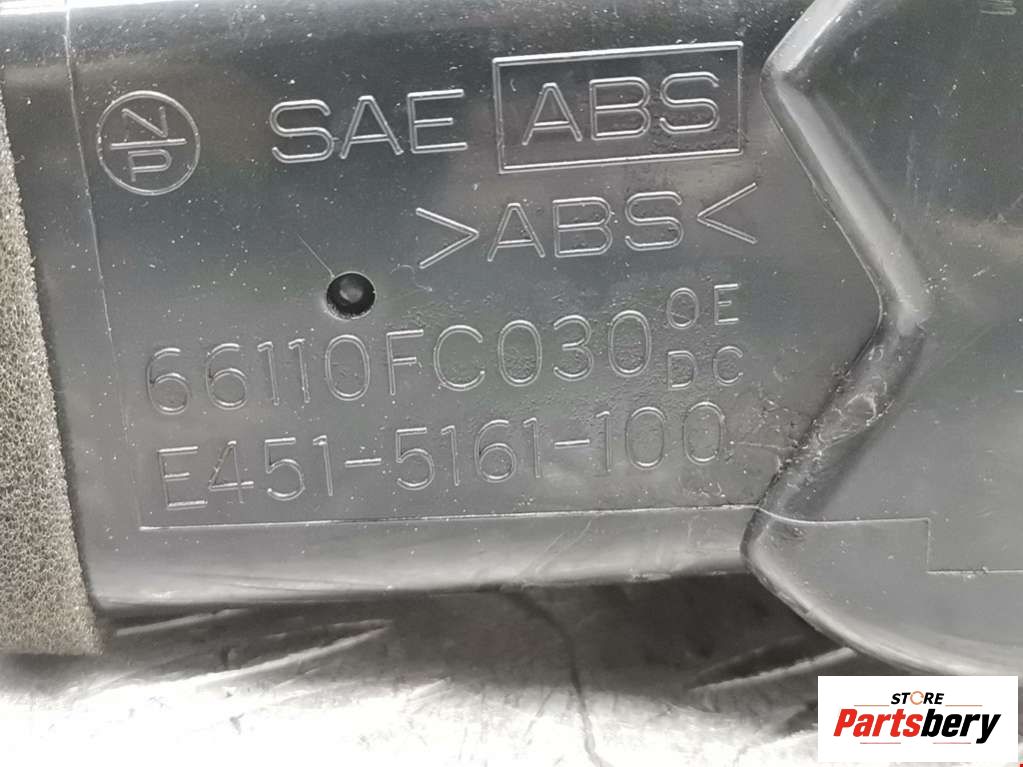 N/P SAE ABS
>ABS<
66110FC030 OE DC
E451-5161-100
STORE
Partsbery